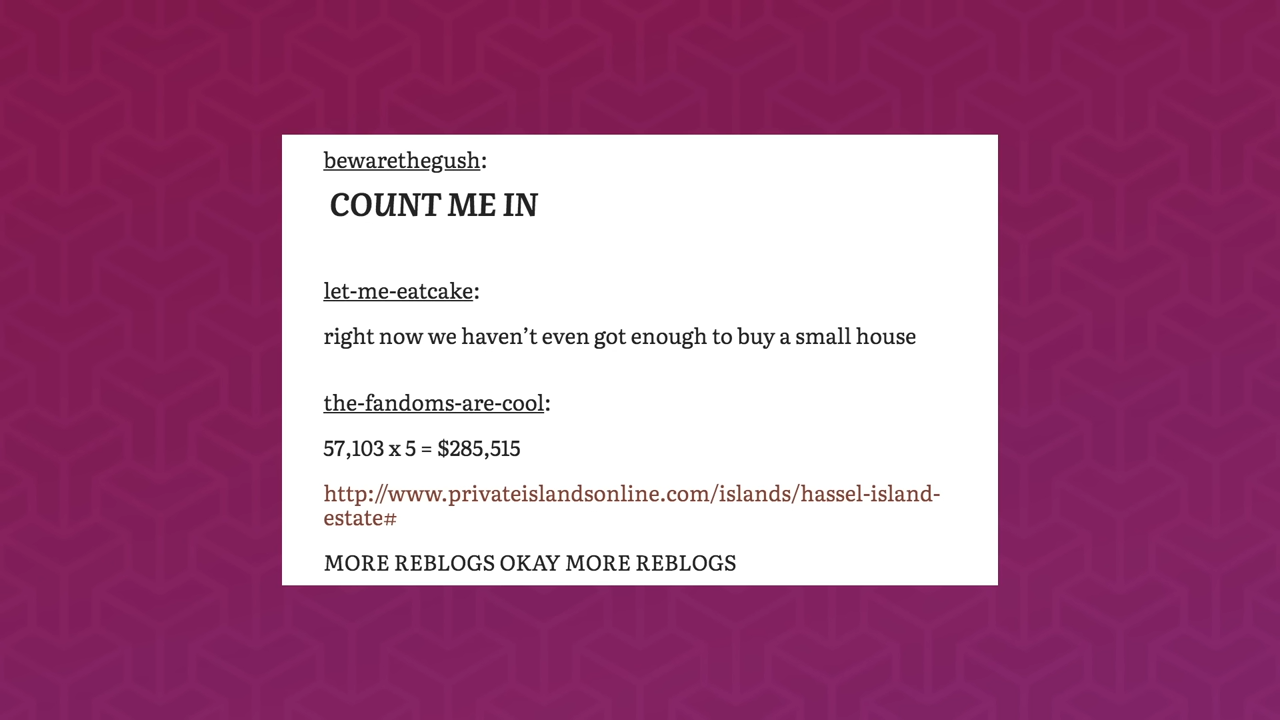 bewarethegush:
COUNT ME IN
let-me-eatcake:
right now we haven’t even got enough to buy a small house
the-fandoms-are-cool:
57,103 x 5 = $285,515
http://www.privateislandsonline.com/islands/hassel-island-
estate#
MORE REBLOGS OKAY MORE REBLOGS